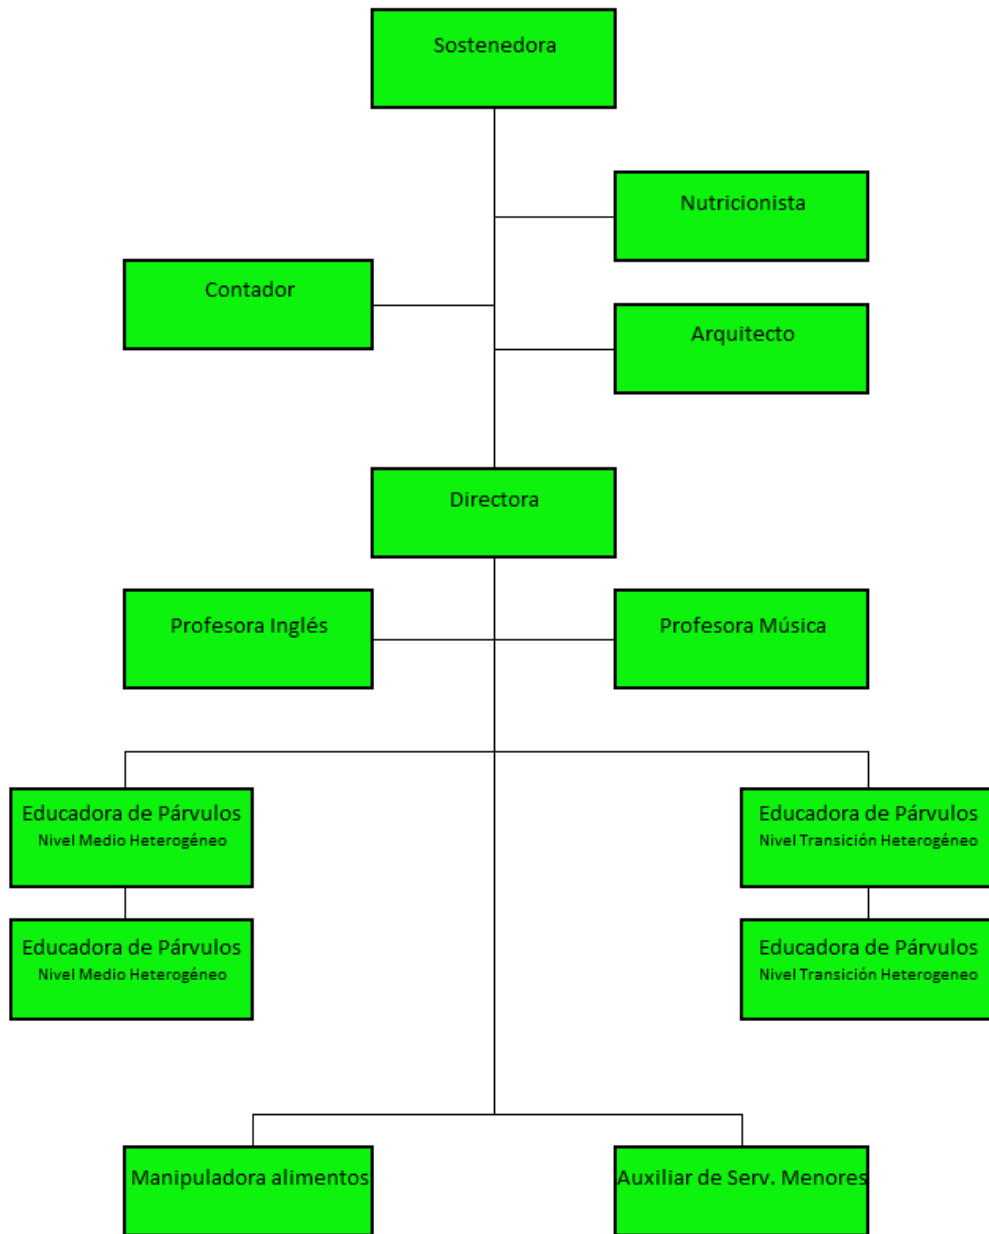 Sostenedora
Nutricionista
Contador
Arquitecto
Directora
Profesora Inglés
Profesora Música
Educadora de Párvulos
Nivel Medio Heterogéneo
Educadora de Párvulos
Nivel Transición Heterogéneo
Educadora de Párvulos
Nivel Medio Heterogéneo
Educadora de Párvulos
Nivel Transición Heterogeneo
Manipuladora alimentos
Auxiliar de Serv. Menores